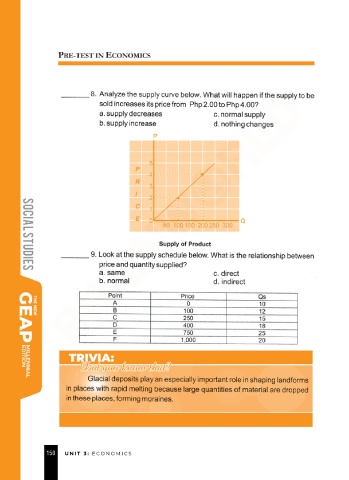 PRE-TEST IN ECONOMICS
8. Analyze the supply curve below. What will happen if the supply to be
sold increases its price from Php 2.00 to Php 4.00?
a. supply decreases c. normal supply
b. supply increase d. nothing changes
P
P
R
I
C
E
5
4
3
2
1
0
50 100 150 200 250 300
Q
Supply of Product
9. Look at the supply schedule below. What is the relationship between
price and quantity supplied?
a. same c. direct
b. normal d. indirect
Point Price Qs
A 0 10
B 100 12
C 250 15
D 400 18
E 750 25
F 1,000 20
TRIVIA:
Did you know that?
Glacial deposits play an especially important role in shaping landforms
in places with rapid melting because large quantities of material are dropped
in these places, forming moraines.
SOCIAL STUDIES
THE NEW
GEAP
MILLENNIAL
EDITION
150 UNIT 3: ECONOMICS